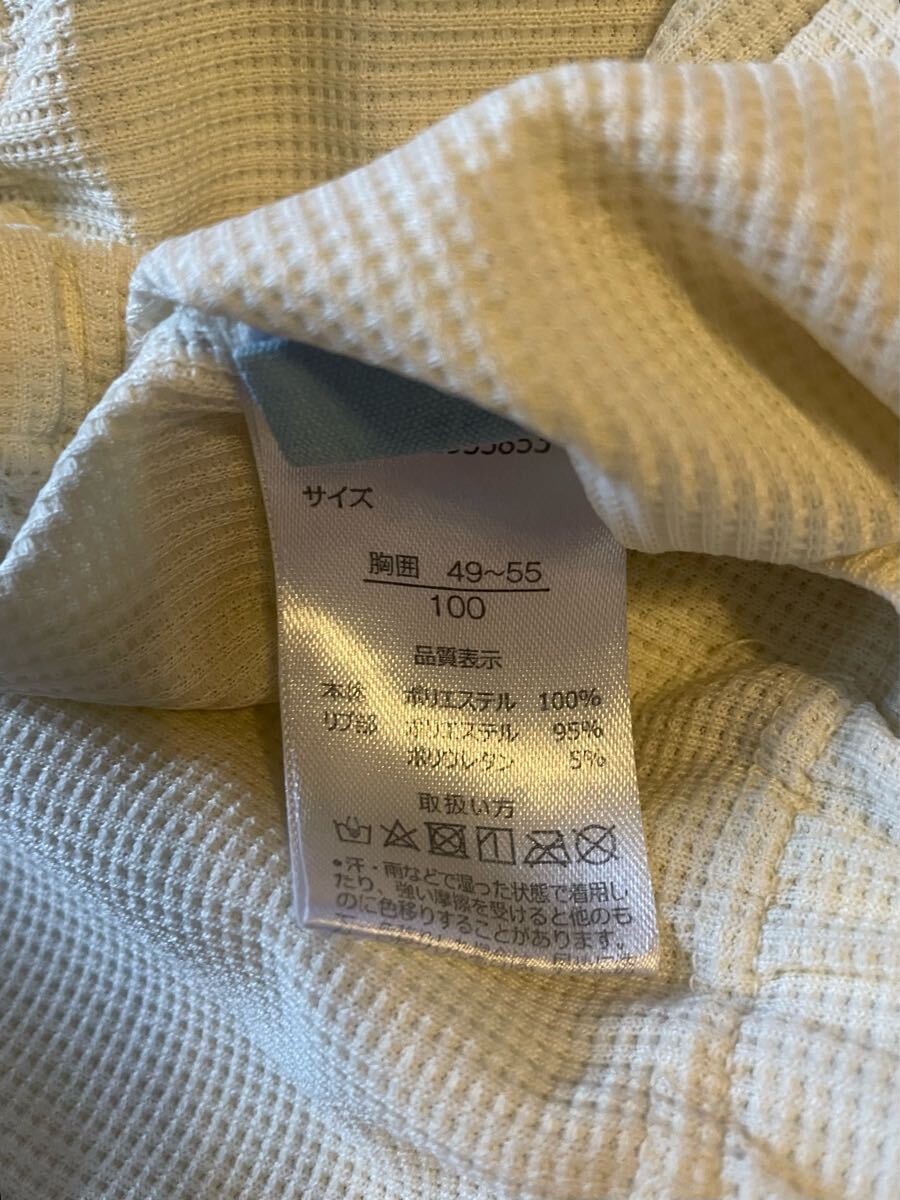 サイズ
胸囲 49~55
100
品質表示
本体 ポリエステル 100%
リブ部 ポリエステル 95%
ポリウレタン 5%
取扱い方
•汗・雨などで湿った状態で着用し
たり、強い摩擦を受けると他のも
のに色移りすることがあります。